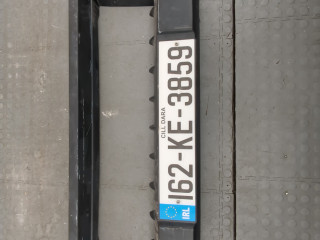 CILL DARA
IRL 162-KE-3859